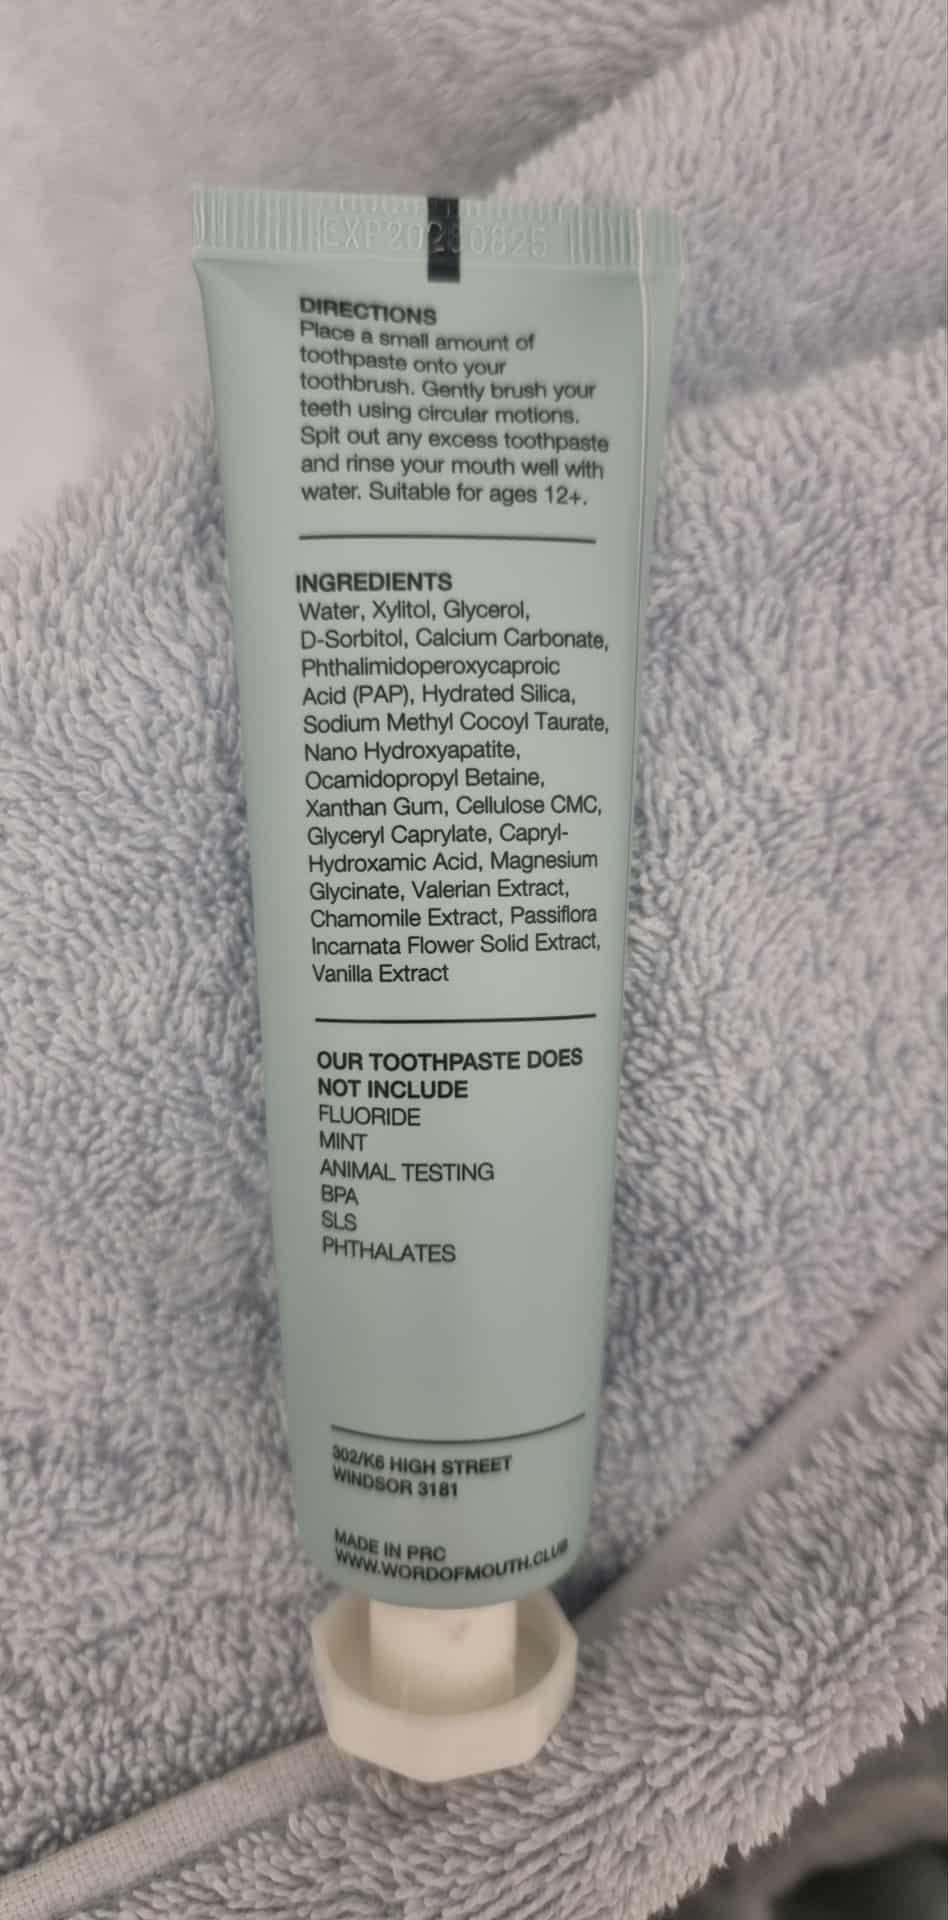 DIRECTIONS
Place a small amount of
toothpaste onto your
toothbrush. Gently brush your
teeth using circular motions.
Spit out any excess toothpaste
and rinse your mouth well with
water. Suitable for ages 12+.
INGREDIENTS
Water, Xylitol, Glycerol,
D-Sorbitol, Calcium Carbonate,
Phthalimidoperoxycaproic
Acid (PAP), Hydrated Silica,
Sodium Methyl Cocoyl Taurate,
Nano Hydroxyapatite,
Ocamidopropyl Betaine,
Xanthan Gum, Cellulose CMC,
Glyceryl Caprylate, Capryl-
Hydroxamic Acid, Magnesium
Glycinate, Valerian Extract,
Chamomile Extract, Passiflora
Incarnata Flower Solid Extract,
Vanilla Extract
OUR TOOTHPASTE DOES
NOT INCLUDE
FLUORIDE
MINT
ANIMAL TESTING
BPA
SLS
PHTHALATES
302/K6 HIGH STREET
WINDSOR 3181
MADE IN PRC
WWW.WORDOFMOUTH.CLUB